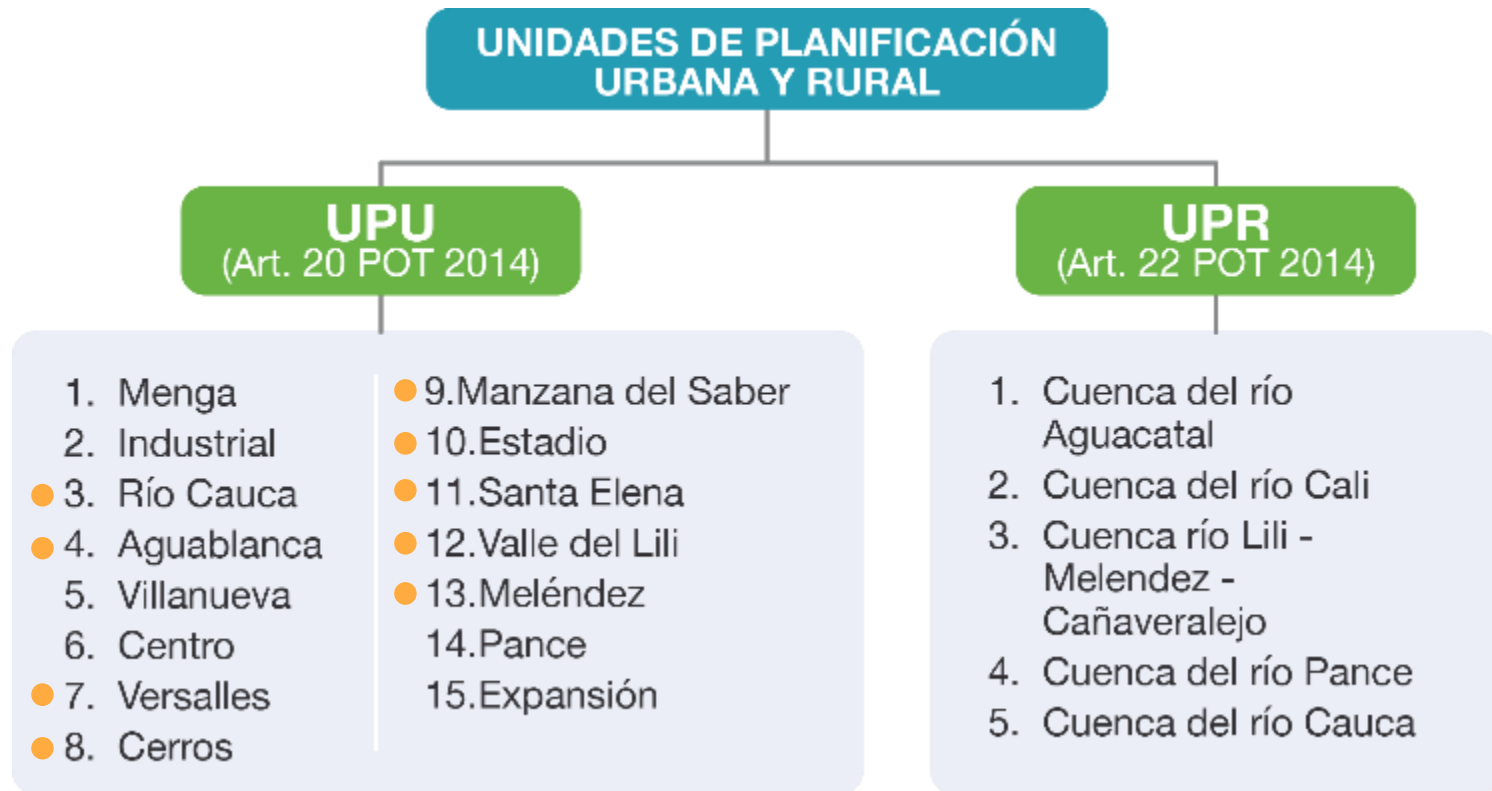 UNIDADES DE PLANIFICACIÓN
URBANA Y RURAL
UPU
(Art. 20 POT 2014)
1. Menga
2. Industrial
3. Río Cauca
4. Aguablanca
5. Villanueva
6. Centro
7. Versalles
8. Cerros
9.Manzana del Saber
10.Estadio
11.Santa Elena
12.Valle del Lili
13.Meléndez
14.Pance
15.Expansión
UPR
(Art. 22 POT 2014)
1. Cuenca del río
Aguacatal
2. Cuenca del río Cali
3. Cuenca río Lili -
Melendez -
Cañaveralejo
4. Cuenca del río Pance
5. Cuenca del río Cauca